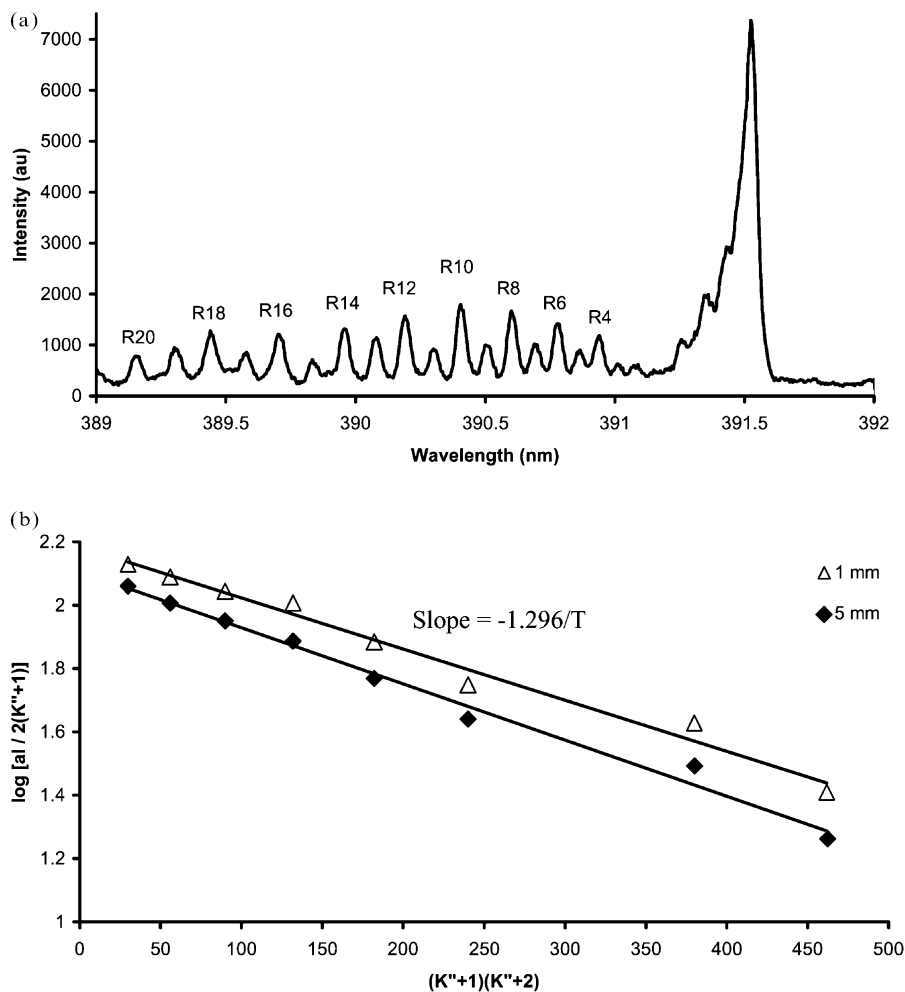 (a)
7000
6000
5000
4000
3000
2000
1000
0
Intensity (au)
R20
R18
R16
R14
R12
R10
R8
R6
R4
389
389.5
390
390.5
391
391.5
392
Wavelength (nm)
(b)
2.2
2
1.8
1.6
1.4
1.2
1
log [aI / 2(K"+1)]
Slope = -1.296/T
1 mm
5 mm
0
50
100
150
200
250
300
350
400
450
500
(K"+1)(K"+2)